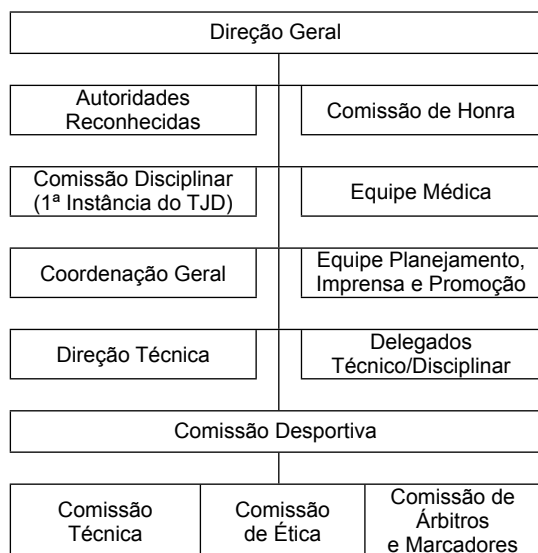 Direção Geral
Autoridades
Reconhecidas
Comissão de Honra
Comissão Disciplinar
(1ª Instância do TJD)
Equipe Médica
Coordenação Geral
Equipe Planejamento,
Imprensa e Promoção
Direção Técnica
Delegados
Técnico/Disciplinar
Comissão Desportiva
Comissão
Técnica
Comissão
de Ética
Comissão de
Árbitros
e Marcadores